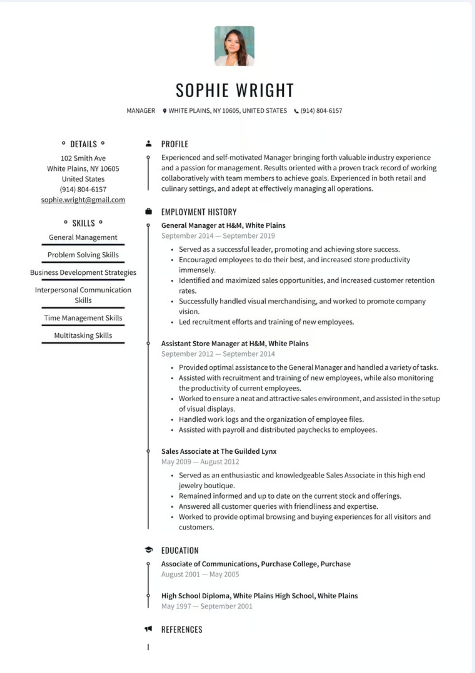 SOPHIE WRIGHT
MANAGER WHITE PLAINS, NY 10605, UNITED STATES (914) 804-6157
DETAILS
102 Smith Ave
White Plains, NY 10605
United States
(914) 804-6157
sophie.wright@gmail.com
SKILLS
General Management
Problem Solving Skills
Business Development Strategies
Interpersonal Communication
Skills
Time Management Skills
Multitasking Skills
PROFILE
Experienced and self-motivated Manager bringing forth valuable industry experience
and a passion for management. Results oriented with a proven track record of working
collaboratively with team members to achieve goals. Experienced in both retail and
culinary settings, and adept at effectively managing all operations.
EMPLOYMENT HISTORY
General Manager at H&M, White Plains
September 2014 — September 2019
• Served as a successful leader, promoting and achieving store success.
• Encouraged employees to do their best, and increased store productivity
immensely.
• Identified and maximized sales opportunities, and increased customer retention
rates.
• Successfully handled visual merchandising, and worked to promote company
vision.
• Led recruitment efforts and training of new employees.
Assistant Store Manager at H&M, White Plains
September 2012 — September 2014
• Provided optimal assistance to the General Manager and handled a variety of tasks.
• Assisted with recruitment and training of new employees, while also monitoring
the productivity of current employees.
• Worked to ensure a neat and attractive sales environment, and assisted in the setup
of visual displays.
• Handled work logs and the organization of employee files.
• Assisted with payroll and distributed paychecks to employees.
Sales Associate at The Guilded Lynx
May 2009 — August 2012
• Served as an enthusiastic and knowledgeable Sales Associate in this high end
jewelry boutique.
• Remained informed and up to date on the current stock and offerings.
• Answered all customer queries with friendliness and expertise.
• Worked to provide optimal browsing and buying experiences for all visitors and
customers.
EDUCATION
Associate of Communications, Purchase College, Purchase
August 2001 — May 2005
High School Diploma, White Plains High School, White Plains
May 1997 — September 2001
REFERENCES